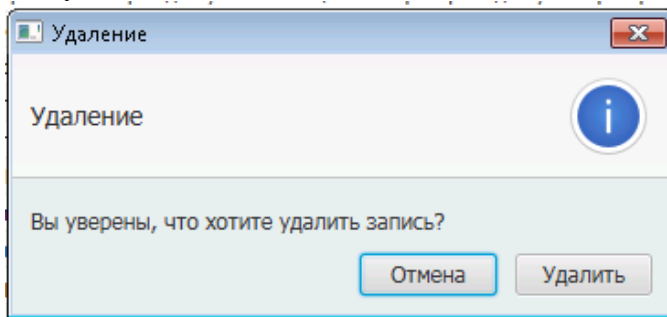 Удаление
Удаление
Вы уверены, что хотите удалить запись?
Отмена Удалить